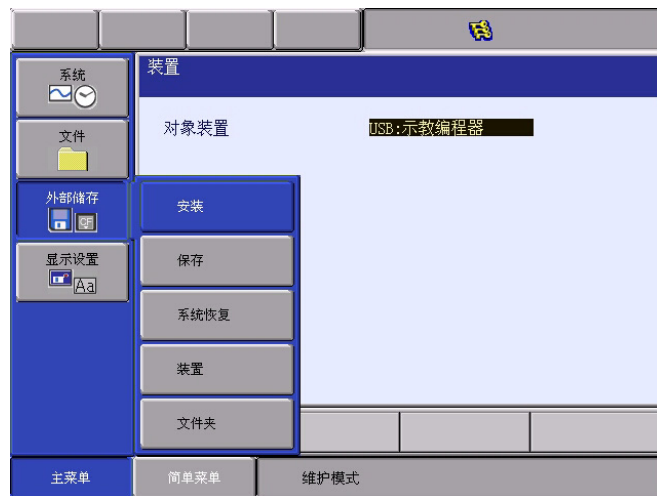 系统
装置
文件
对象装置
USB:示教编程器
外部储存
CF
安装
显示设置
Aa
保存
系统恢复
装置
文件夹
主菜单
简单菜单
维护模式